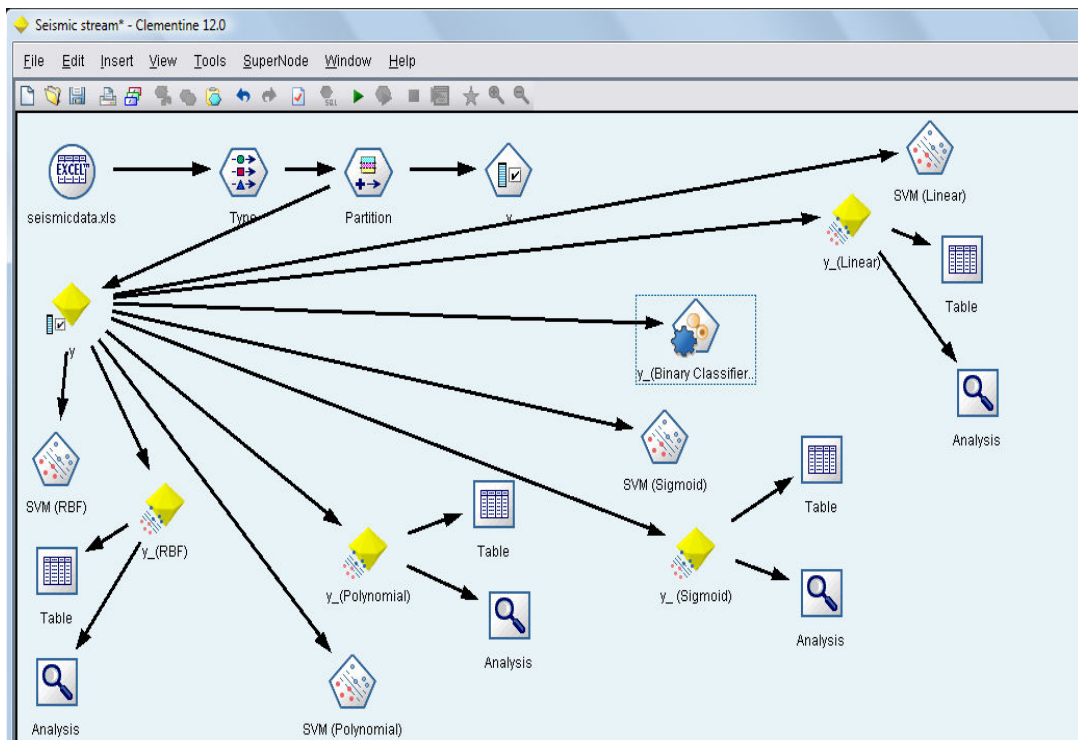 Seismic stream* - Clementine 12.0
File Edit Insert View Tools SuperNode Window Help
SQL
EXCEL
seismicdata.xls
Type
Partition
y
SVM (Linear)
y_(Linear)
Table
y
y_(Binary Classifier...
Analysis
SVM (Sigmoid)
SVM (RBF)
Table
y_(RBF)
Table
y_(Polynomial)
y_ (Sigmoid)
Table
Analysis
Analysis
Analysis
SVM (Polynomial)